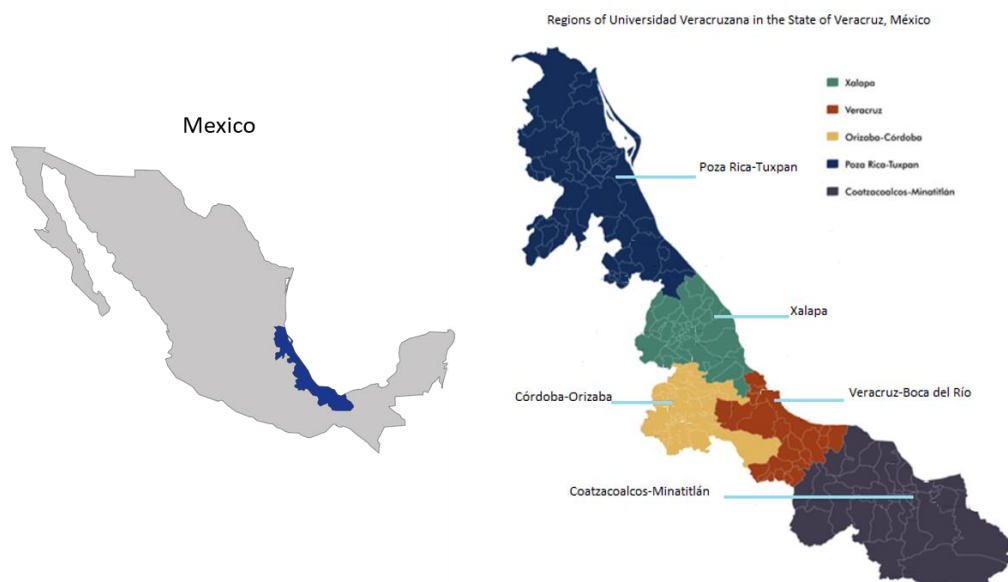 Regions of Universidad Veracruzana in the State of Veracruz, México
Mexico
Xalapa
Veracruz
Orizaba-Córdoba
Poza Rica-Tuxpan
Coatzacoalcos-Minatitlán
Poza Rica-Tuxpan
Xalapa
Córdoba-Orizaba
Veracruz-Boca del Río
Coatzacoalcos-Minatitlán